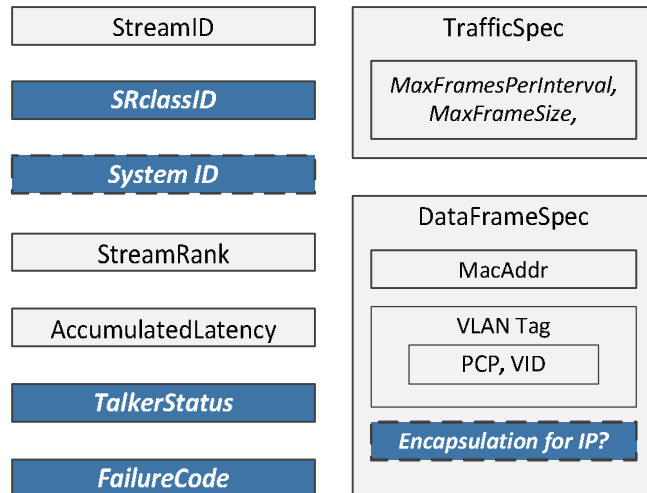 StreamID
SRclassID
System ID
StreamRank
AccumulatedLatency
TalkerStatus
FailureCode
TrafficSpec
MaxFramesPerInterval,
MaxFrameSize,
DataFrameSpec
MacAddr
VLAN Tag
PCP, VID
Encapsulation for IP?